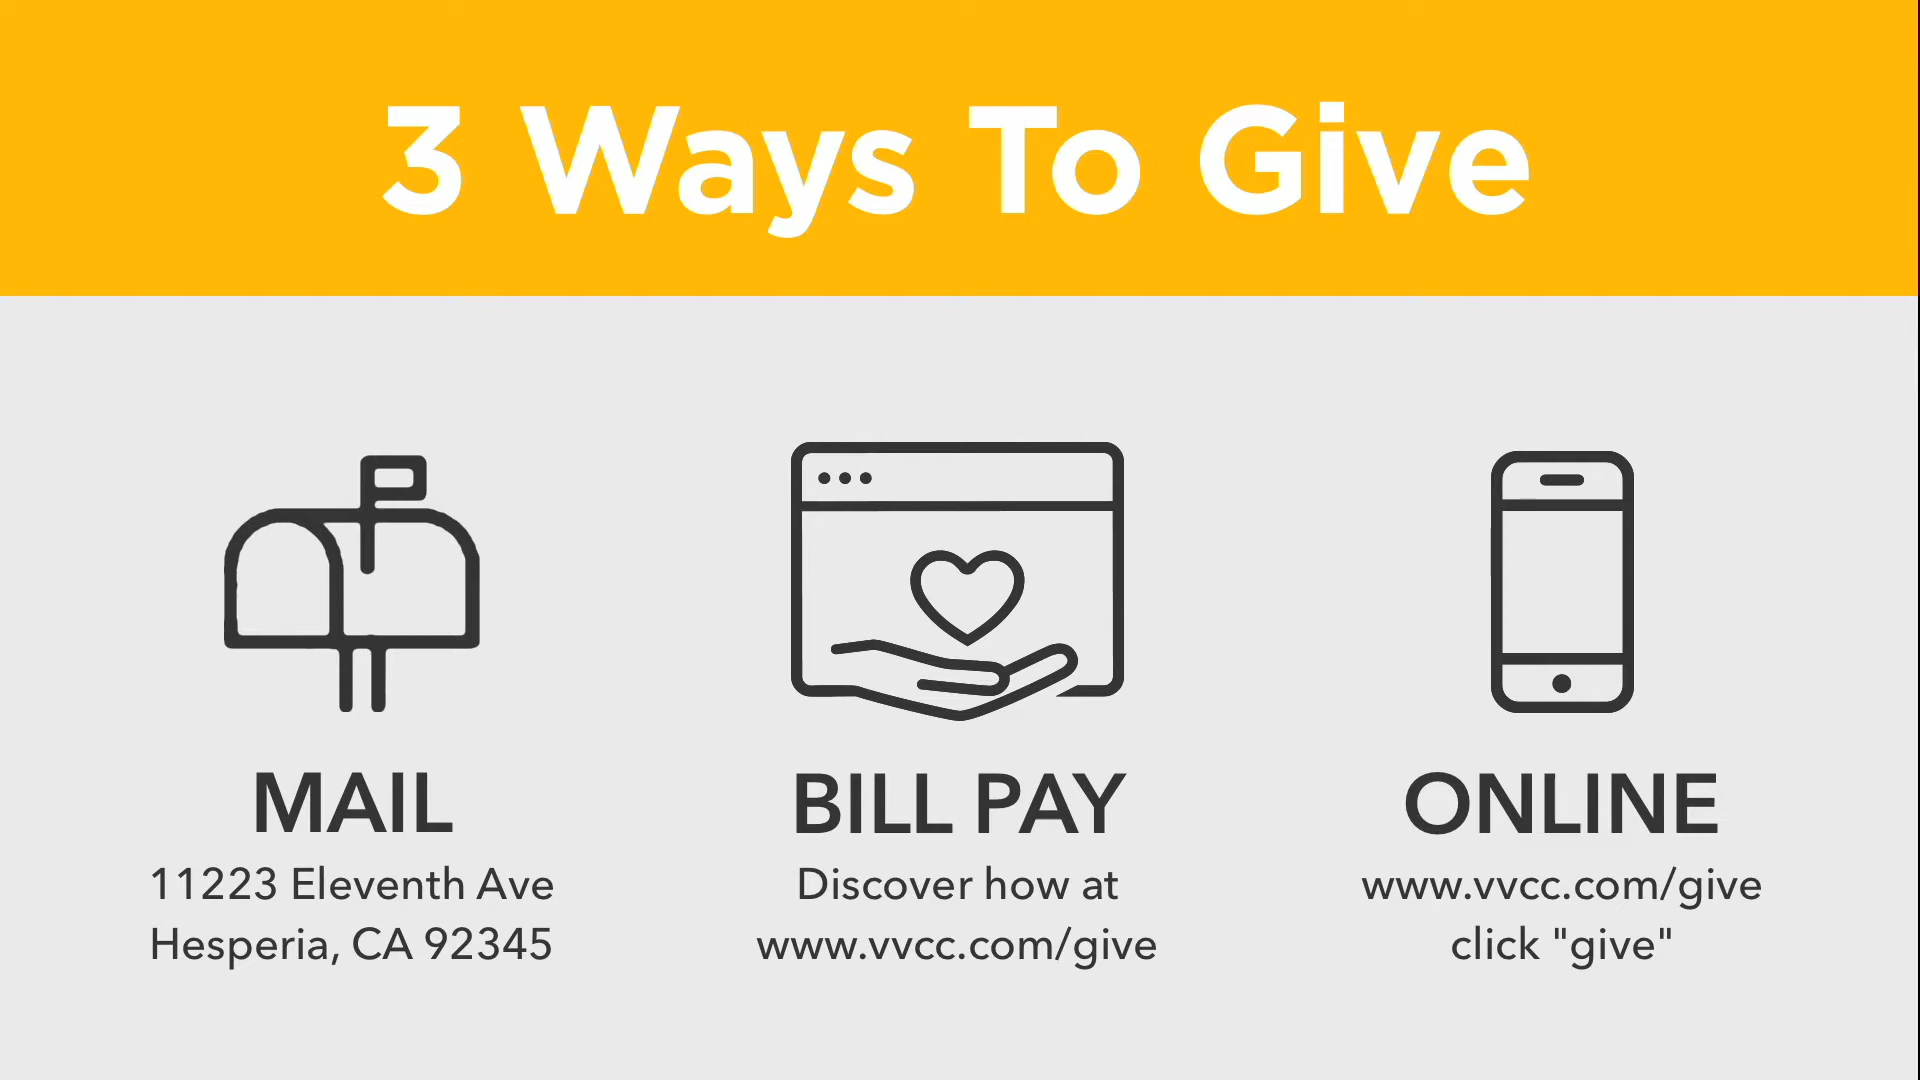 3 Ways To Give
MAIL
11223 Eleventh Ave
Hesperia, CA 92345
BILL PAY
Discover how at
www.vvcc.com/give
ONLINE
www.vvcc.com/give
click "give"